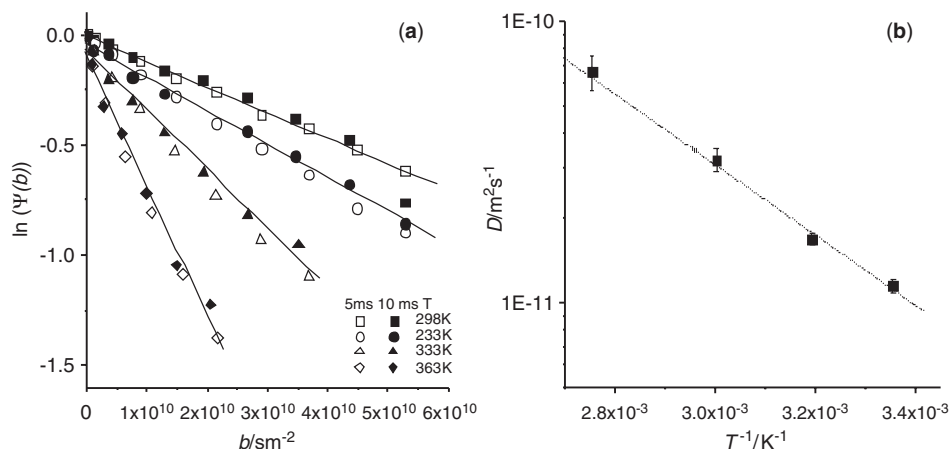 (a)
0.0
-0.5
-1.0
-1.5
ln (Ψ(b))
5ms 10 ms T
298K
233K
333K
363K
0 1x10¹⁰ 2x10¹⁰ 3x10¹⁰ 4x10¹⁰ 5x10¹⁰ 6x10¹⁰
b/sm⁻²
(b)
1E-10
1E-11
D/m²s⁻¹
2.8x10⁻³ 3.0x10⁻³ 3.2x10⁻³ 3.4x10⁻³
T⁻¹/K⁻¹